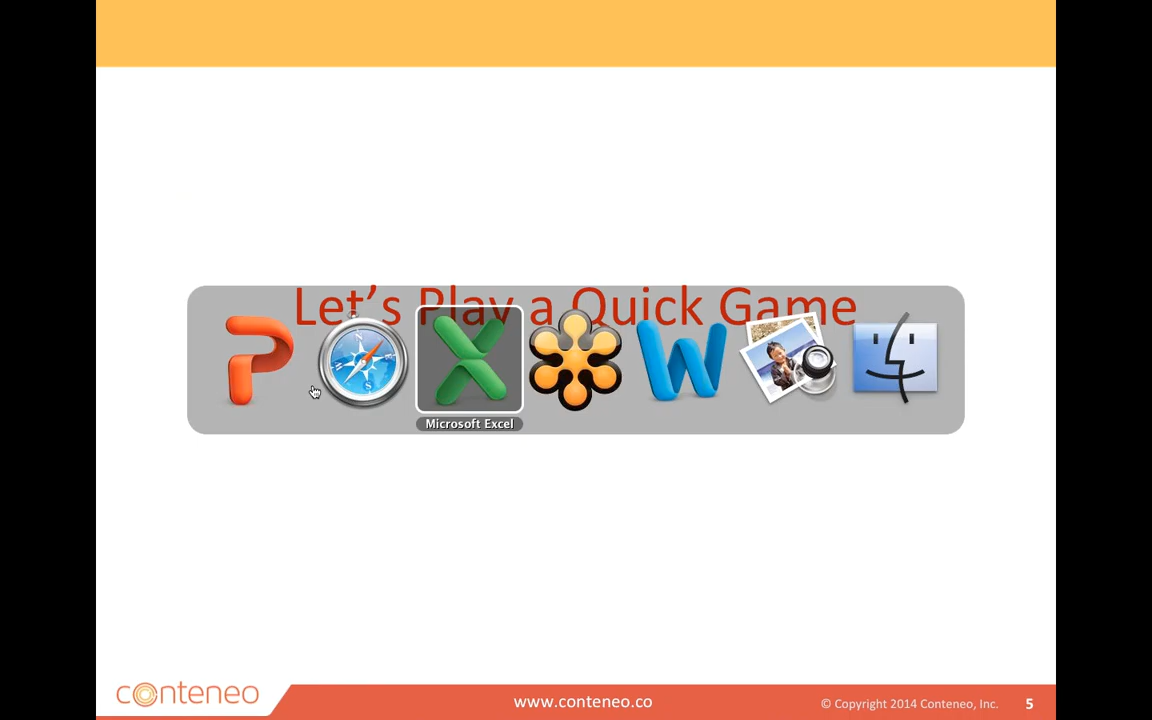 Let's Play a Quick Game
Microsoft Excel
conteneo
www.conteneo.co
© Copyright 2014 Conteneo, Inc.
5